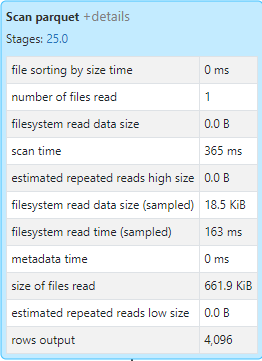 Scan parquet +details
Stages: 25.0
file sorting by size time 0 ms
number of files read 1
filesystem read data size 0.0 B
scan time 365 ms
estimated repeated reads high size 0.0 B
filesystem read data size (sampled) 18.5 KiB
filesystem read time (sampled) 163 ms
metadata time 0 ms
size of files read 661.9 KiB
estimated repeated reads low size 0.0 B
rows output 4,096